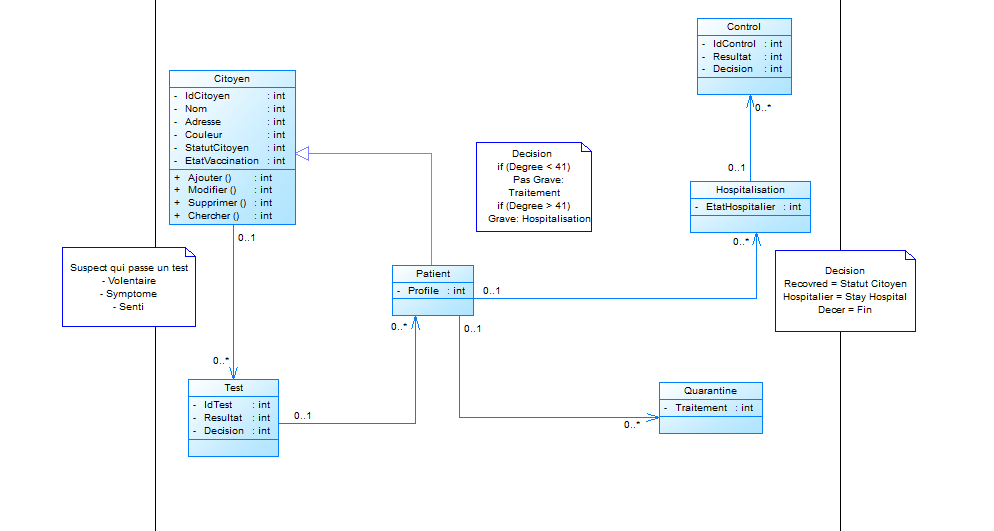 Control
- IdControl : int
- Resultat : int
- Decision : int
0..*
Citoyen
- IdCitoyen : int
- Nom : int
- Adresse : int
- Couleur : int
- StatutCitoyen : int
- EtatVaccination : int
+ Ajouter () : int
+ Modifier () : int
+ Supprimer () : int
+ Chercher () : int
0..1
Decision
if (Degree < 41)
Pas Grave:
Traitement
if (Degree > 41)
Grave: Hospitalisation
0..1
Hospitalisation
- EtatHospitalier : int
0..*
Suspect qui passe un test
- Volentaire
- Symptome
- Senti
Decision
Recovred = Statut Citoyen
Hospitalier = Stay Hospital
Decer = Fin
Patient
- Profile : int
0..1
0..*
0..1
0..*
Test
- IdTest : int
- Resultat : int
- Decision : int
0..1
Quarantine
- Traitement : int
0..*